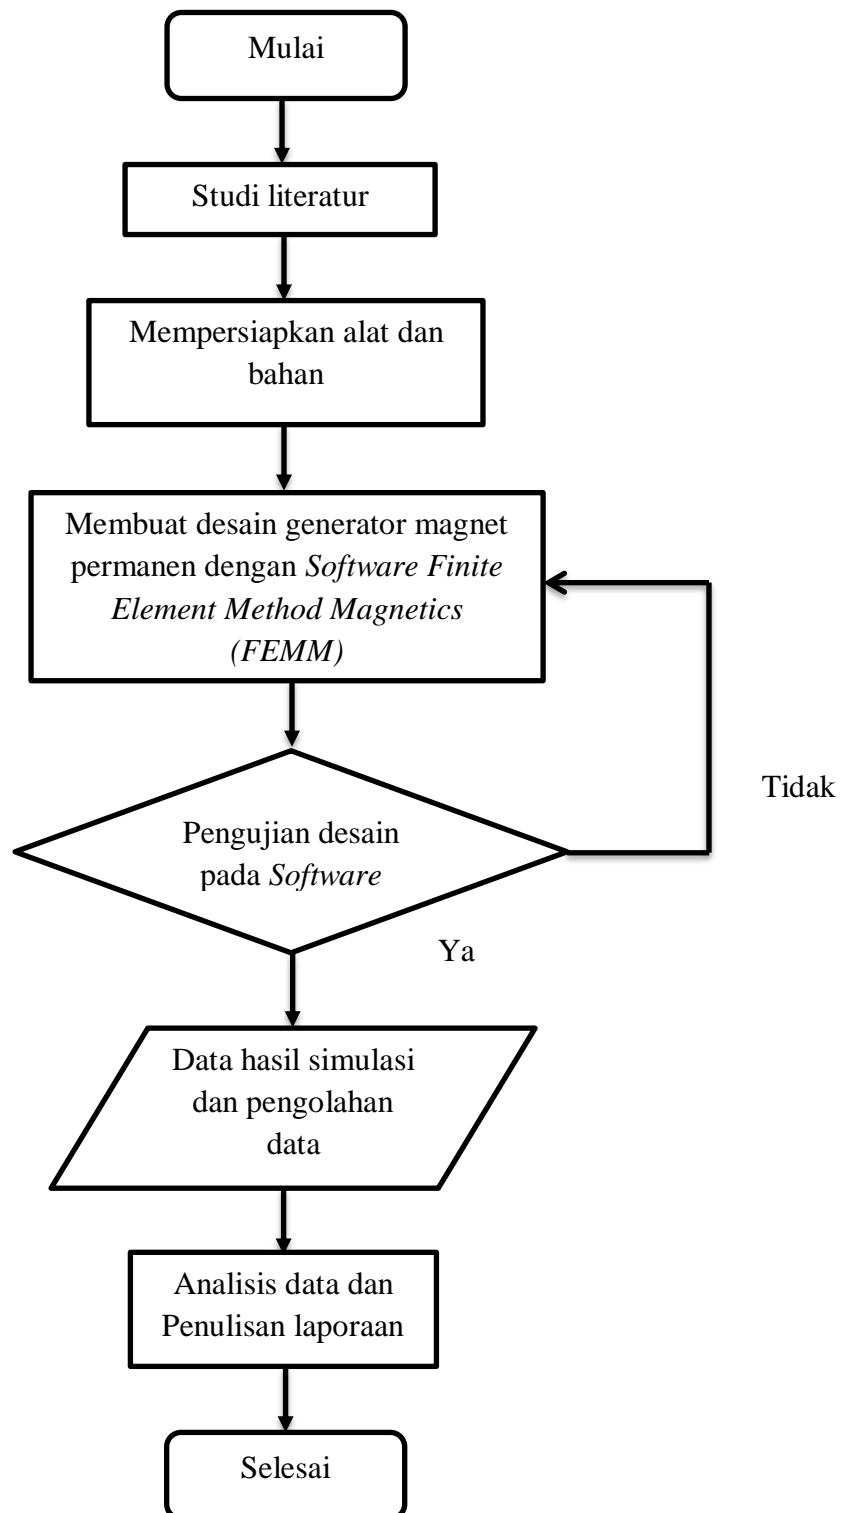 Mulai
Studi literatur
Mempersiapkan alat dan
bahan
Membuat desain generator magnet
permanen dengan Software Finite
Element Method Magnetics
(FEMM)
Tidak
Pengujian desain
pada Software
Ya
Data hasil simulasi
dan pengolahan
data
Analisis data dan
Penulisan laporaan
Selesai